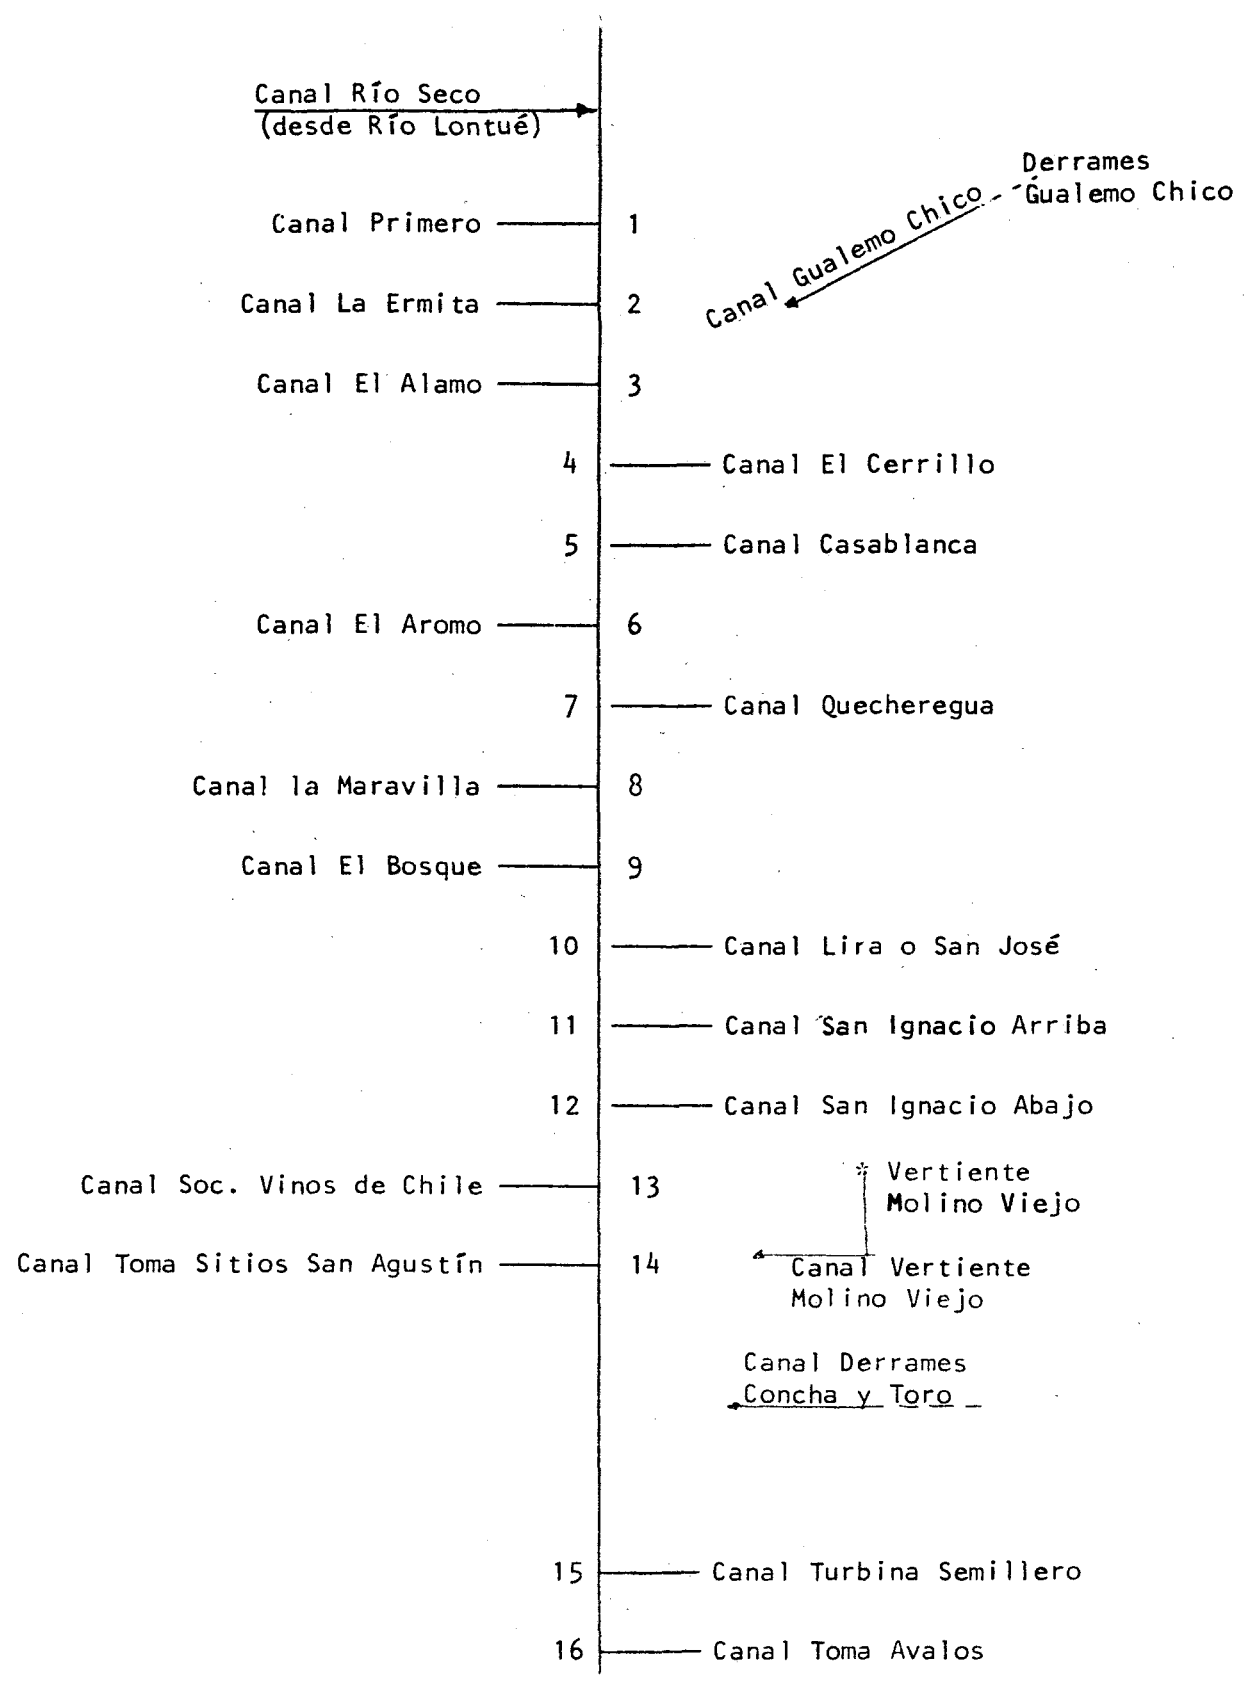 Canal Río Seco
(desde Río Lontué)
Derrames
Gualemo Chico
Canal Gualemo Chico
Canal Primero 1
Canal La Ermita 2
Canal El Alamo 3
4 Canal El Cerrillo
5 Canal Casablanca
Canal El Aromo 6
7 Canal Quecheregua
Canal la Maravilla 8
Canal El Bosque 9
10 Canal Lira o San José
11 Canal San Ignacio Arriba
12 Canal San Ignacio Abajo
Canal Soc. Vinos de Chile 13
Vertiente
Molino Viejo
Canal Toma Sitios San Agustín 14
Canal Vertiente
Molino Viejo
Canal Derrames
Concha y Toro
15 Canal Turbina Semillero
16 Canal Toma Avalos